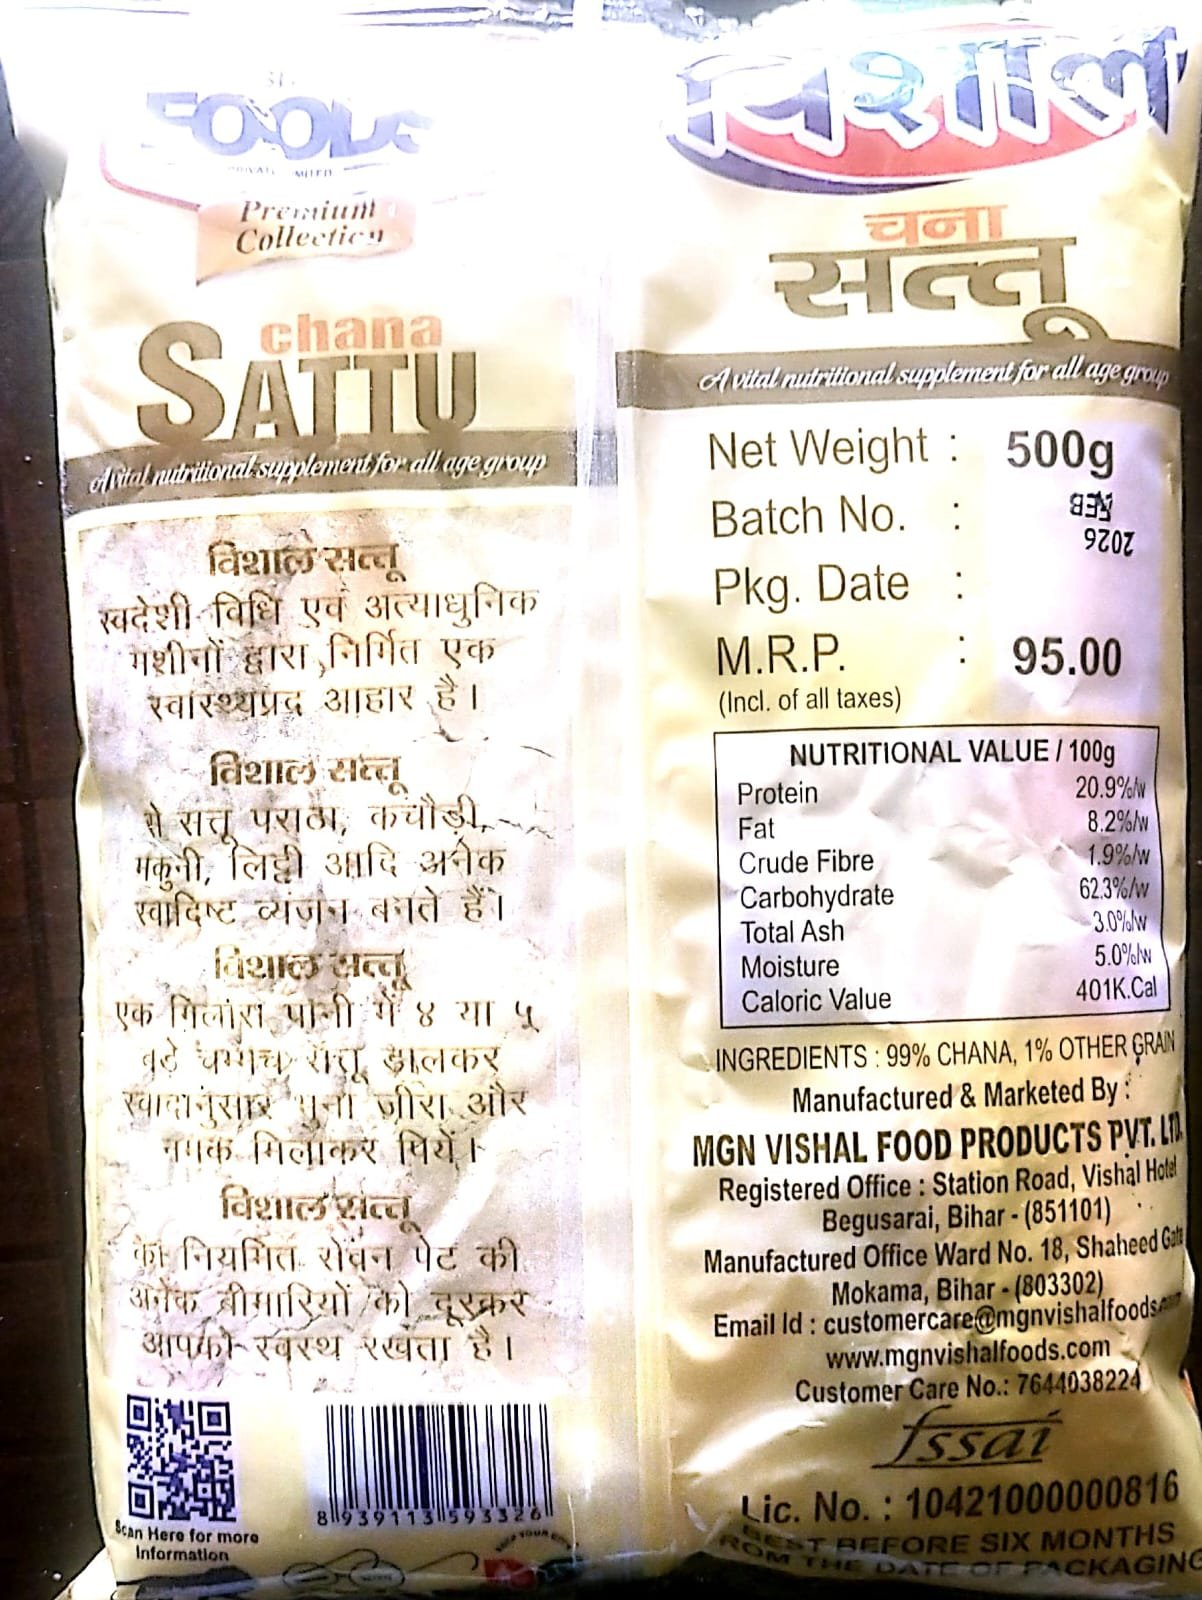 FOODS
Premium
Collection
chana
SATTU
A vital nutritional supplement for all age group
विशाल सत्तू
स्वदेशी विधि एवं अत्याधुनिक
मशीनों द्वारा निर्मित एक
स्वास्थ्यप्रद आहार है।
विशाल सत्तू
से सत्तू पराठा, कचौड़ी,
मकुनी, लिट्टी आदि अनेक
स्वादिष्ट व्यंजन बनते हैं।
विशाल सत्तू
एक गिलास पानी में ४ या ५
बड़े चम्मच सत्तू डालकर
स्वादानुसार भुना जीरा और
नमक मिलाकर पियें।
विशाल सत्तू
का नियमित सेवन पेट की
अनेक बीमारियों को दूरकर
आपको स्वस्थ रखता है।
Scan Here for more
Information
8 939113 593326
विशाल
चना
सत्तू
A vital nutritional supplement for all age group
Net Weight : 500g
Batch No. : FEB
2026
Pkg. Date :
M.R.P. : 95.00
(Incl. of all taxes)
NUTRITIONAL VALUE / 100g
Protein 20.9%/w
Fat 8.2%/w
Crude Fibre 1.9%/w
Carbohydrate 62.3%/w
Total Ash 3.0%/w
Moisture 5.0%/w
Caloric Value 401K.Cal
INGREDIENTS : 99% CHANA, 1% OTHER GRAIN
Manufactured & Marketed By :
MGN VISHAL FOOD PRODUCTS PVT. LTD.
Registered Office : Station Road, Vishal Hotel
Begusarai, Bihar - (851101)
Manufactured Office Ward No. 18, Shaheed Gate
Mokama, Bihar - (803302)
Email Id : customercare@mgnvishalfoods.com
www.mgnvishalfoods.com
Customer Care No.: 7644038224
fssai
Lic. No. : 10421000000816
BEST BEFORE SIX MONTHS
FROM THE DATE OF PACKAGING